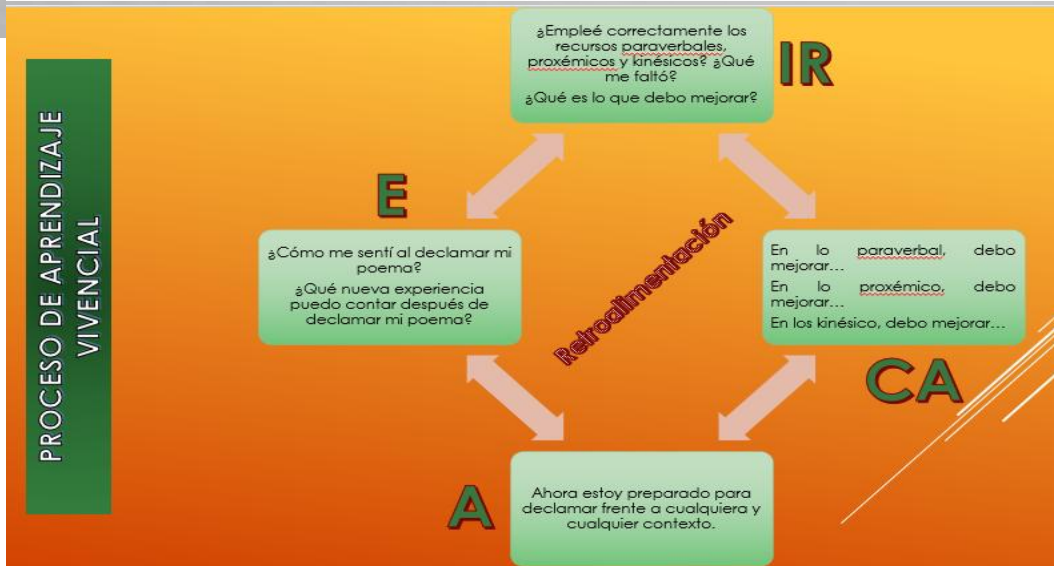 PROCESO DE APRENDIZAJE
VIVENCIAL
¿Empleé correctamente los
recursos paraverbales,
proxémicos y kinésicos? ¿Qué
me faltó?
¿Qué es lo que debo mejorar?
IR
E
¿Cómo me sentí al declamar mi
poema?
¿Qué nueva experiencia
puedo contar después de
declamar mi poema?
Retroalimentación
En lo paraverbal, debo
mejorar...
En lo proxémico, debo
mejorar...
En los kinésico, debo mejorar...
CA
A
Ahora estoy preparado para
declamar frente a cualquiera y
cualquier contexto.